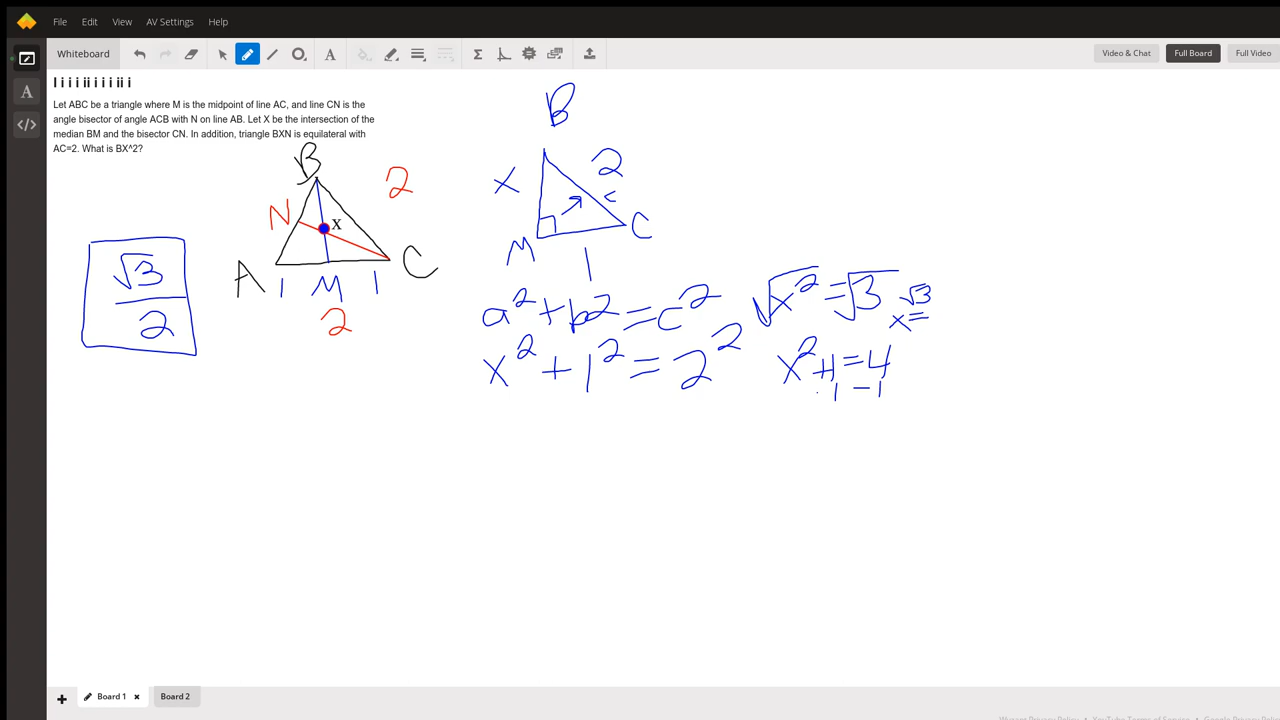 File Edit View AV Settings Help
Whiteboard
A
Σ
Video & Chat Full Board Full Video
A
I i i i ii i i i ii i
Let ABC be a triangle where M is the midpoint of line AC, and line CN is the
angle bisector of angle ACB with N on line AB. Let X be the intersection of the
median BM and the bisector CN. In addition, triangle BXN is equilateral with
AC=2. What is BX^2?
B
2
N
x
A 1 M 1 C
2
√3
2
B
x 2
c
M C
1
a²+b2=c2
x²+1²=2²
√x²=√3
√3
x=
x²+1=4
1 -1
Board 1
Board 2